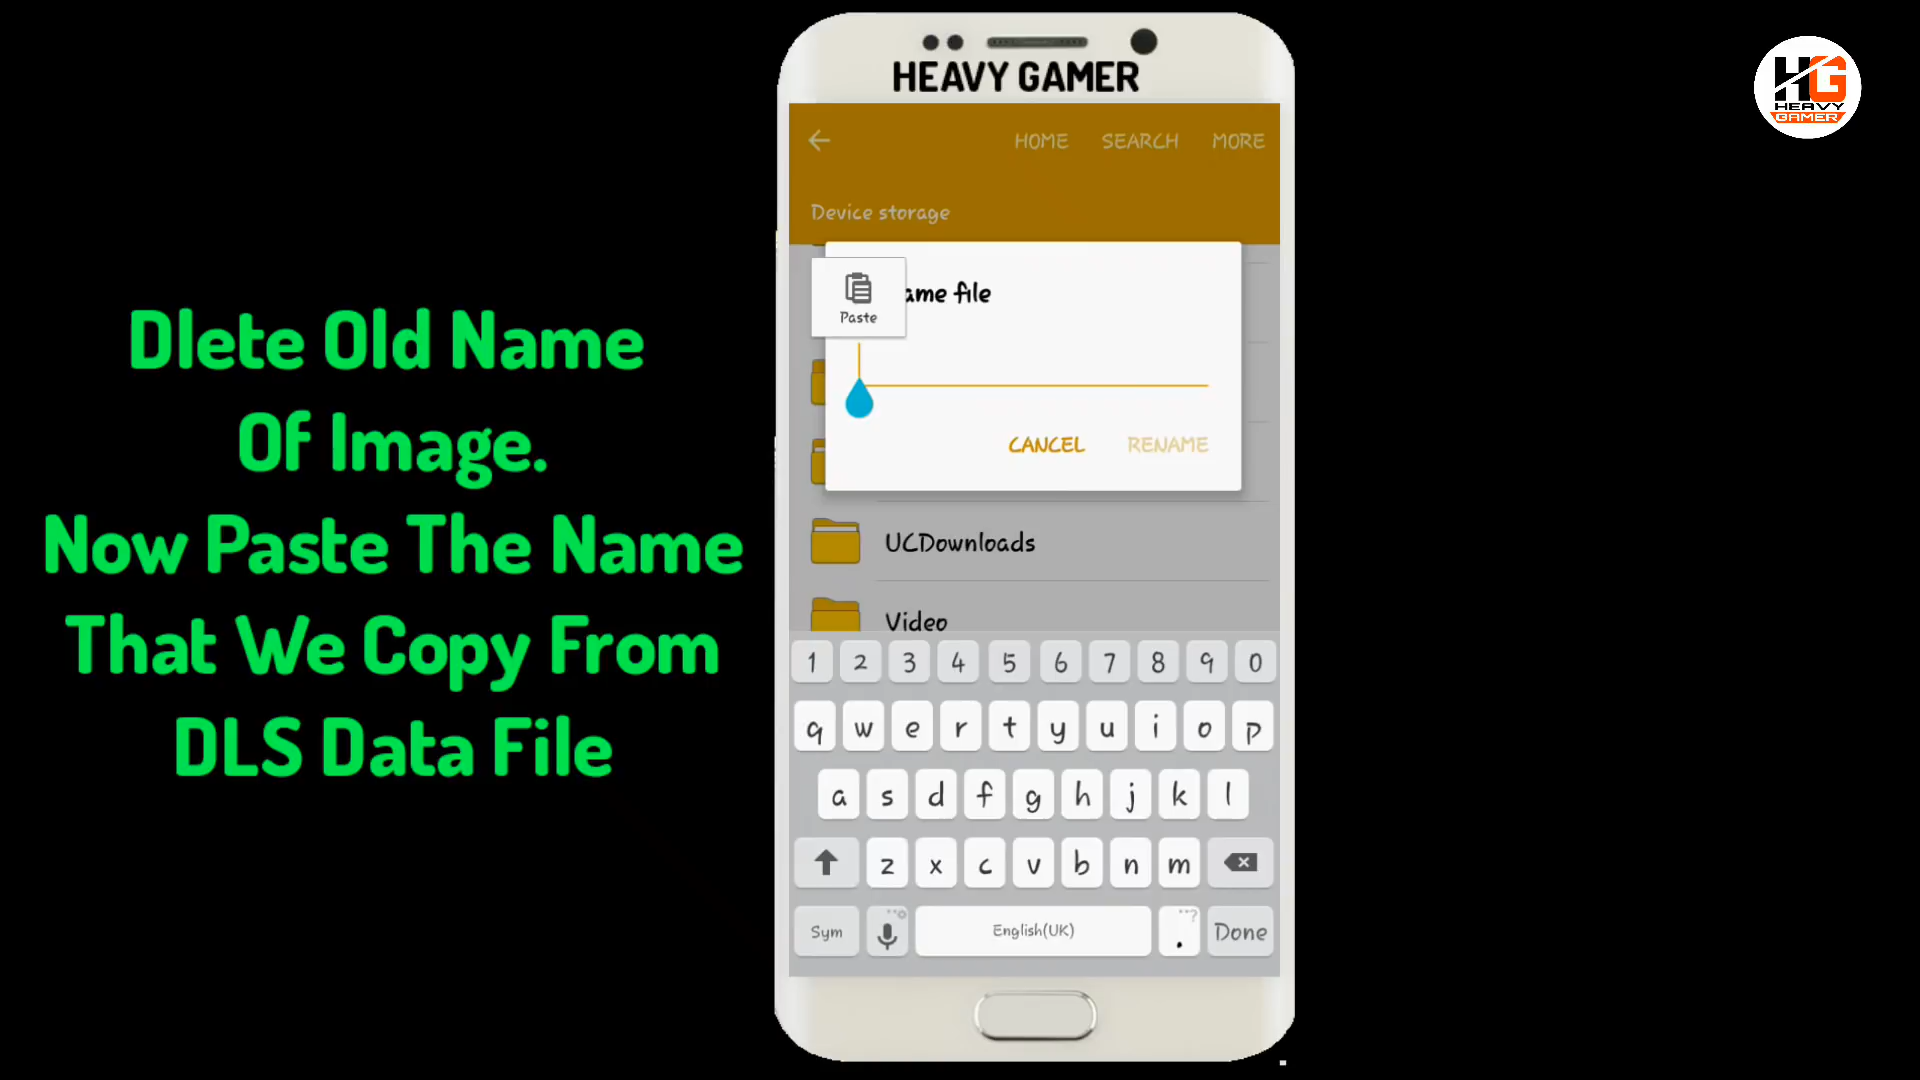 HEAVY GAMER
HG
HEAVY
GAMER
HOME SEARCH MORE
Device storage
Paste
ame file
CANCEL RENAME
UCDownloads
Video
Dlete Old Name
Of Image.
Now Paste The Name
That We Copy From
DLS Data File
1 2 3 4 5 6 7 8 9 0
q w e r t y u i o p
a s d f g h j k l
z x c v b n m
Sym English(UK) . Done